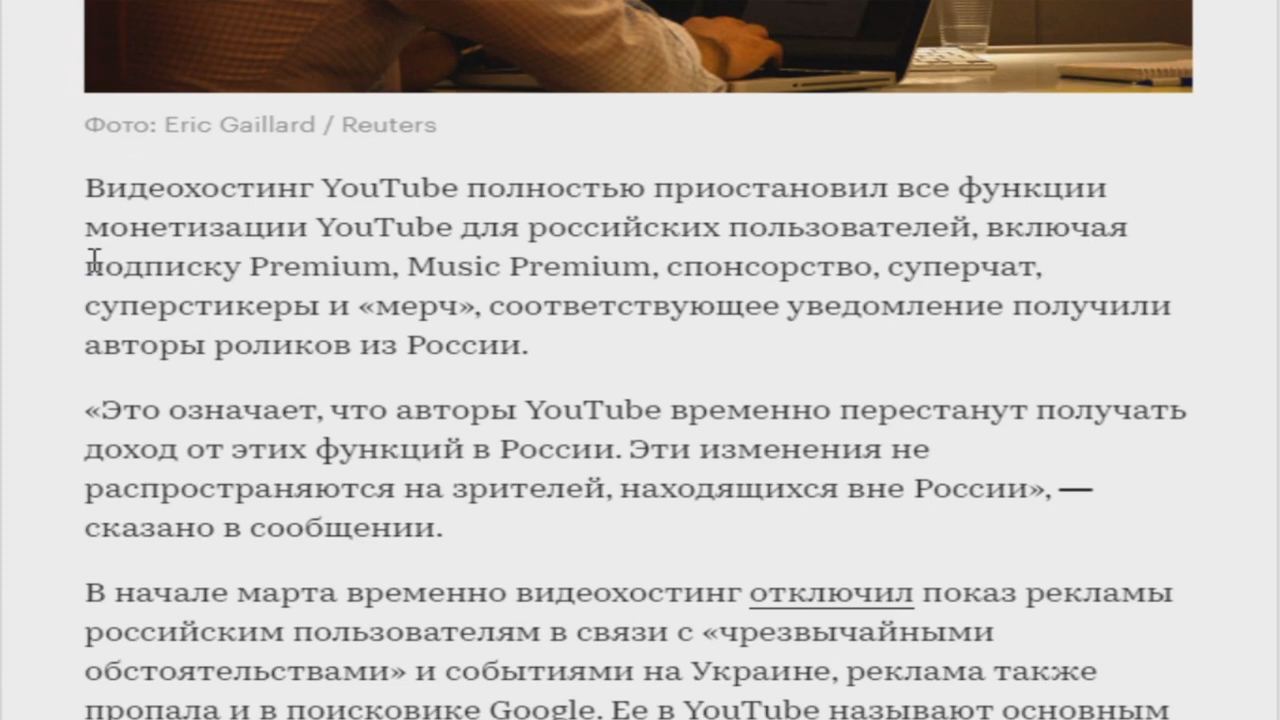 Фото: Eric Gaillard / Reuters
Видеохостинг YouTube полностью приостановил все функции
монетизации YouTube для российских пользователей, включая
подписку Premium, Music Premium, спонсорство, суперчат,
суперстикеры и «мерч», соответствующее уведомление получили
авторы роликов из России.
«Это означает, что авторы YouTube временно перестанут получать
доход от этих функций в России. Эти изменения не
распространяются на зрителей, находящихся вне России», —
сказано в сообщении.
В начале марта временно видеохостинг отключил показ рекламы
российским пользователям в связи с «чрезвычайными
обстоятельствами» и событиями на Украине, реклама также
пропала и в поисковике Google. Ее в YouTube называют основным